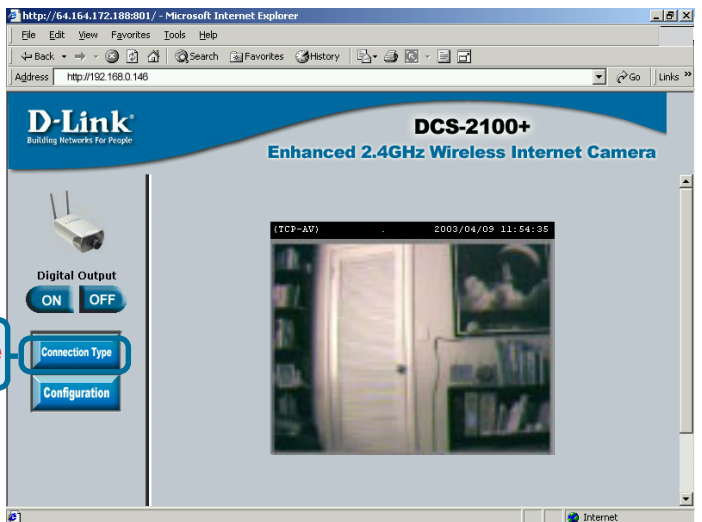 http://64.164.172.188:801/ - Microsoft Internet Explorer
File Edit View Favorites Tools Help
Back Search Favorites History
Address http://192.168.0.146 Go Links »
D-Link®
Building Networks For People
DCS-2100+
Enhanced 2.4GHz Wireless Internet Camera
(TCP-AV) . 2003/04/09 11:54:35
Digital Output
ON OFF
Connection Type
Configuration
Internet